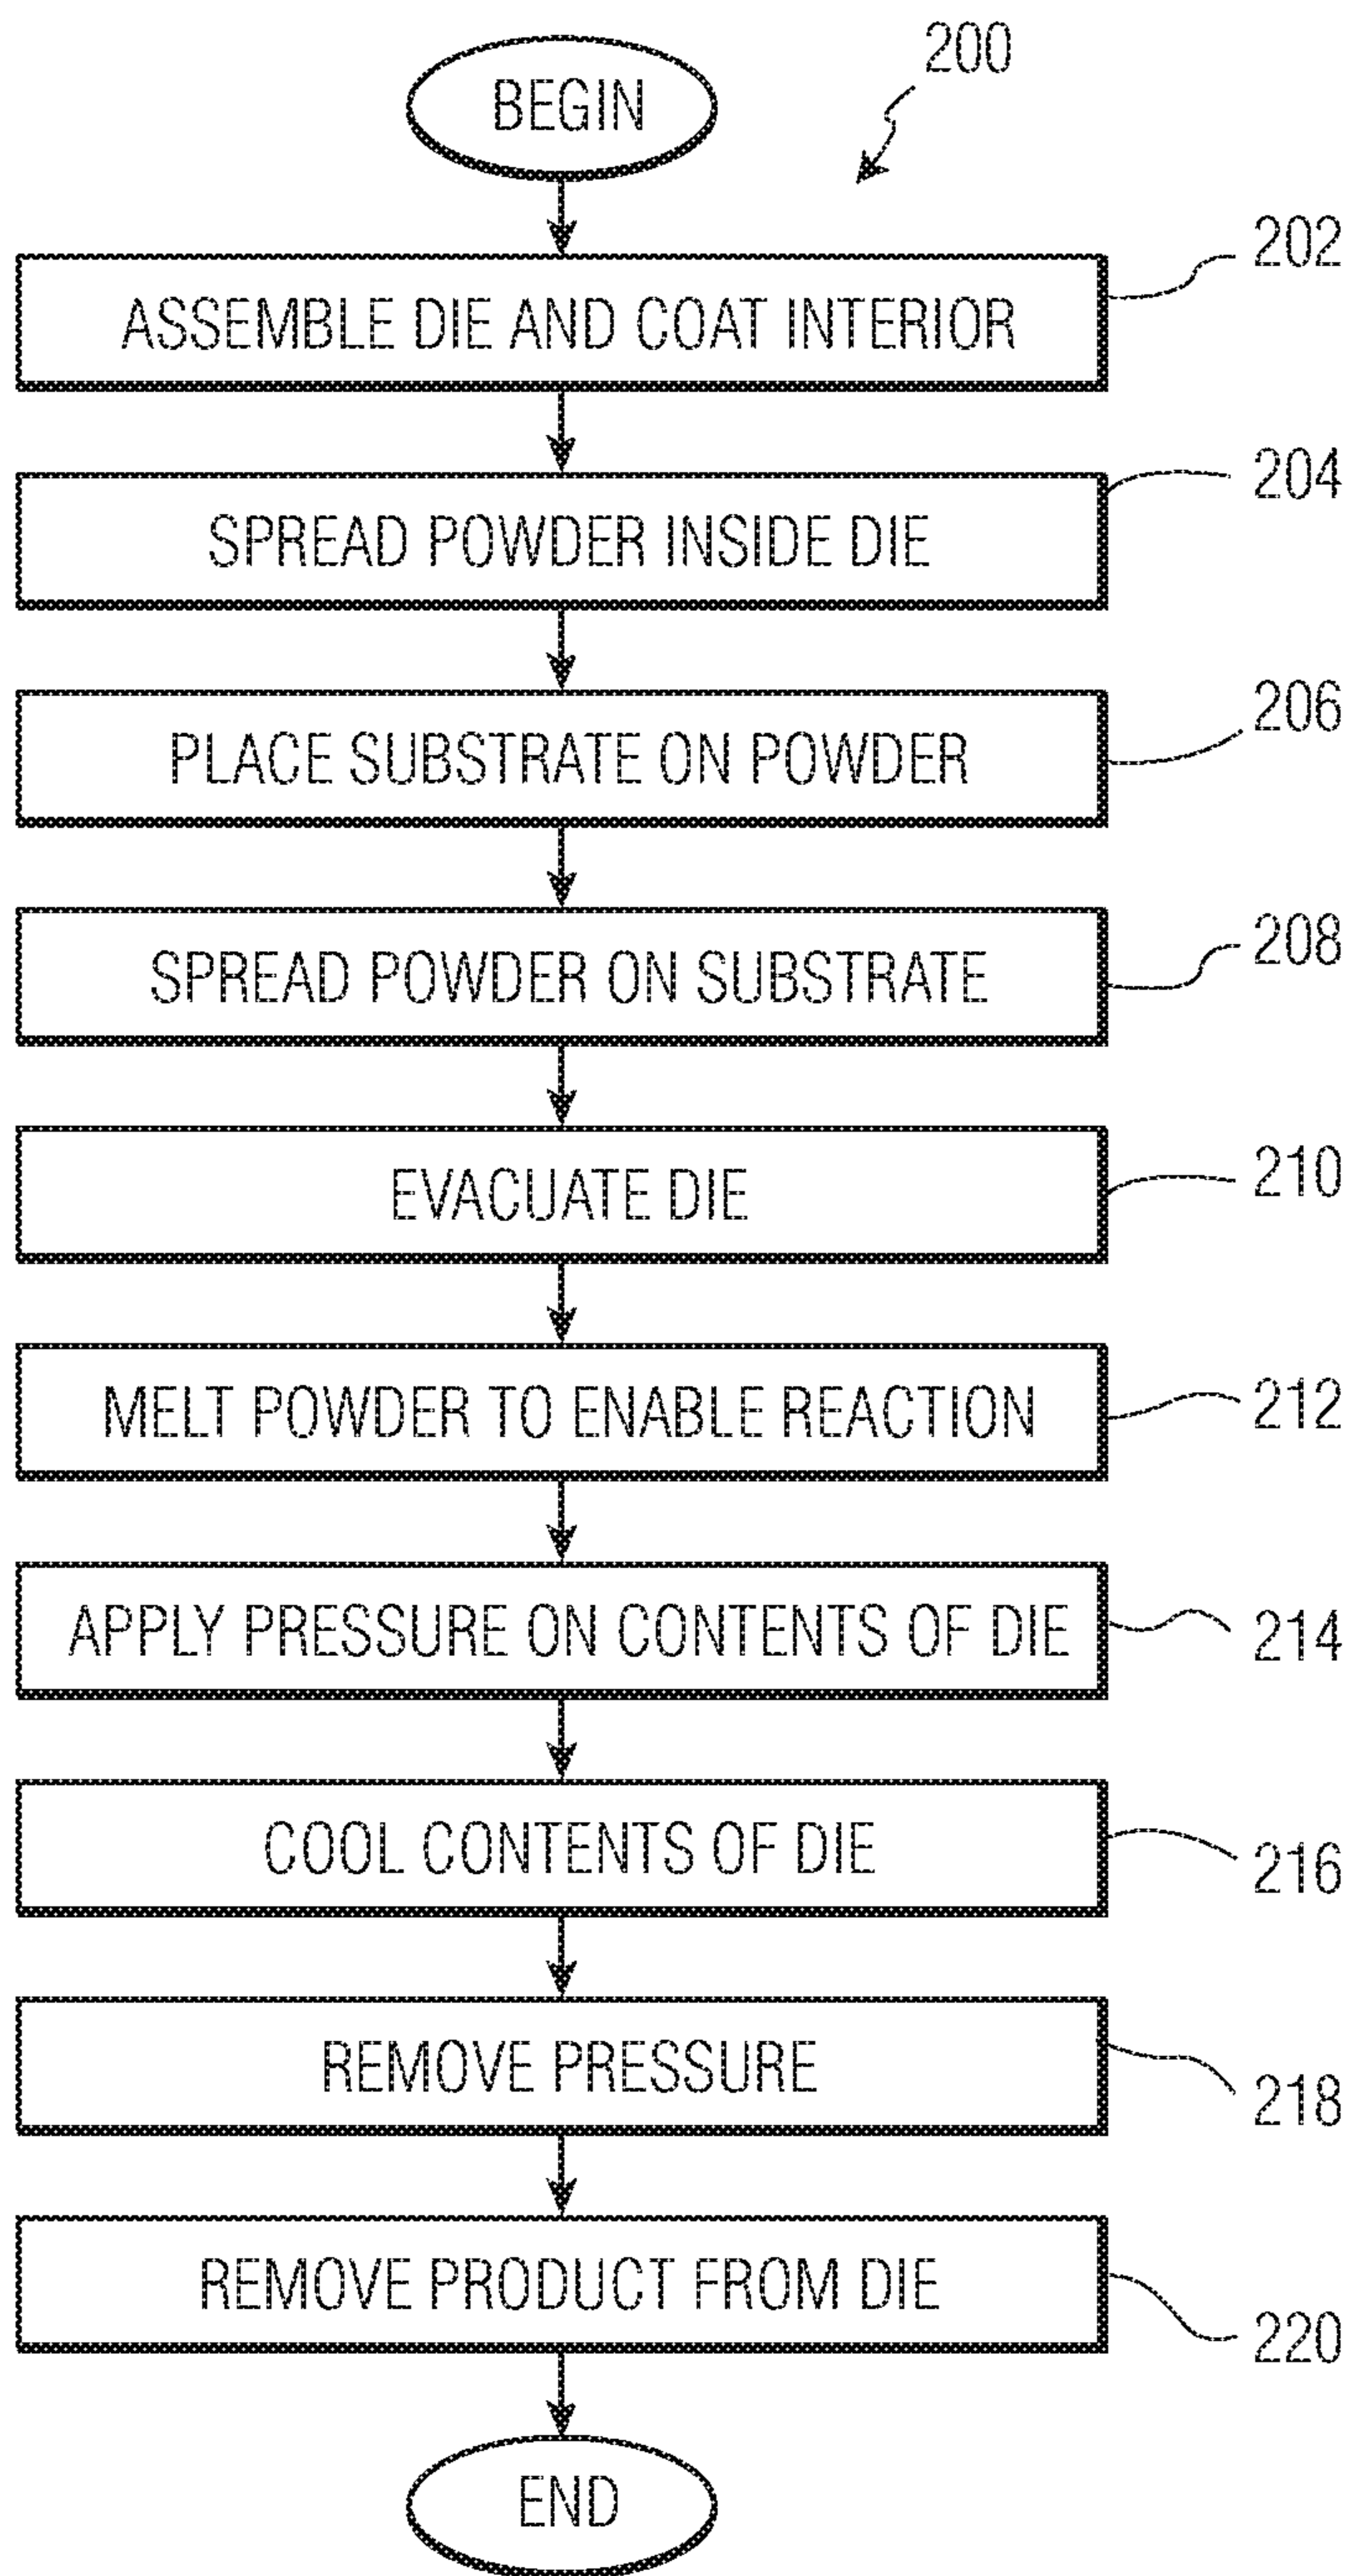 200
BEGIN
202
ASSEMBLE DIE AND COAT INTERIOR
204
SPREAD POWDER INSIDE DIE
206
PLACE SUBSTRATE ON POWDER
208
SPREAD POWDER ON SUBSTRATE
210
EVACUATE DIE
212
MELT POWDER TO ENABLE REACTION
214
APPLY PRESSURE ON CONTENTS OF DIE
216
COOL CONTENTS OF DIE
218
REMOVE PRESSURE
220
REMOVE PRODUCT FROM DIE
END